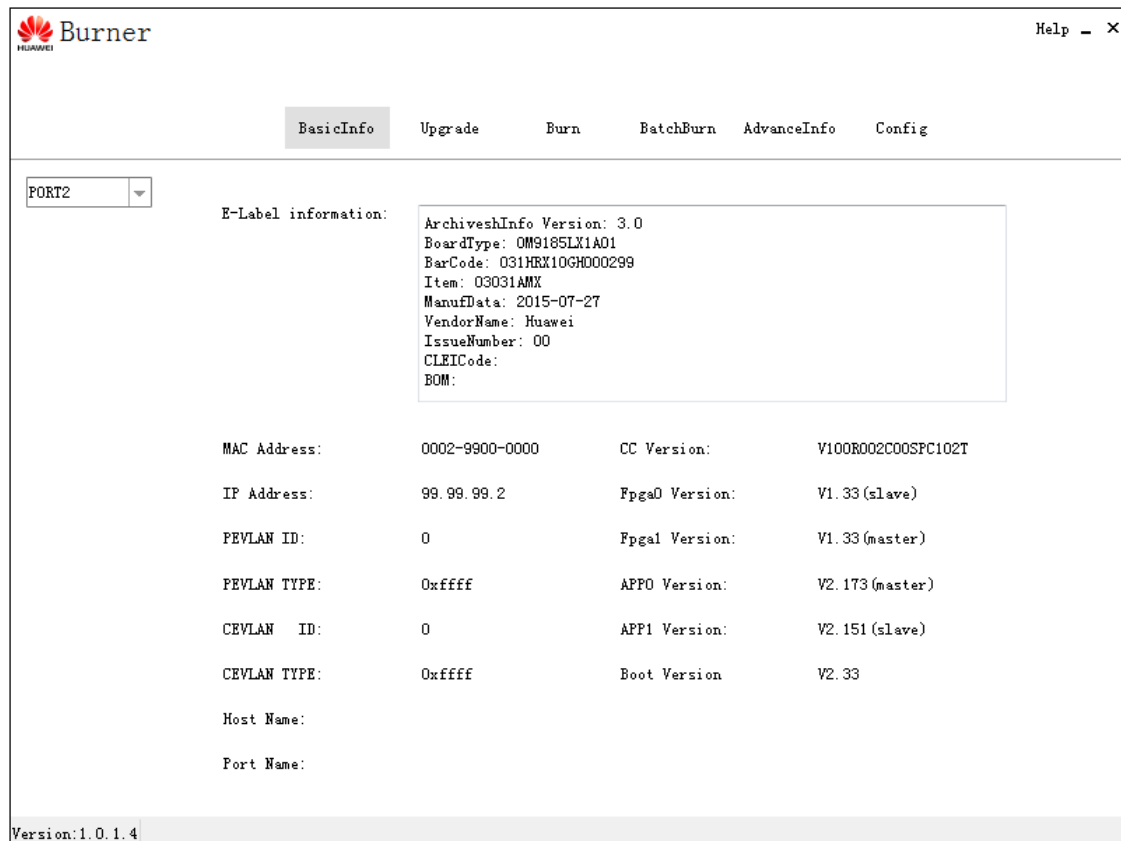 HUAWEI
Burner
Help
BasicInfo Upgrade Burn BatchBurn AdvanceInfo Config
PORT2
E-Label information:
ArchiveshInfo Version: 3.0
BoardType: OM9185LX1A01
BarCode: 031HRX10GH000299
Item: 03031AMX
ManufData: 2015-07-27
VendorName: Huawei
IssueNumber: 00
CLEICode:
BOM:
MAC Address: 0002-9900-0000 CC Version: V100R002C00SPC102T
IP Address: 99.99.99.2 Fpga0 Version: V1.33(slave)
PEVLAN ID: 0 Fpga1 Version: V1.33(master)
PEVLAN TYPE: 0xffff APP0 Version: V2.173(master)
CEVLAN ID: 0 APP1 Version: V2.151(slave)
CEVLAN TYPE: 0xffff Boot Version V2.33
Host Name:
Port Name:
Version:1.0.1.4